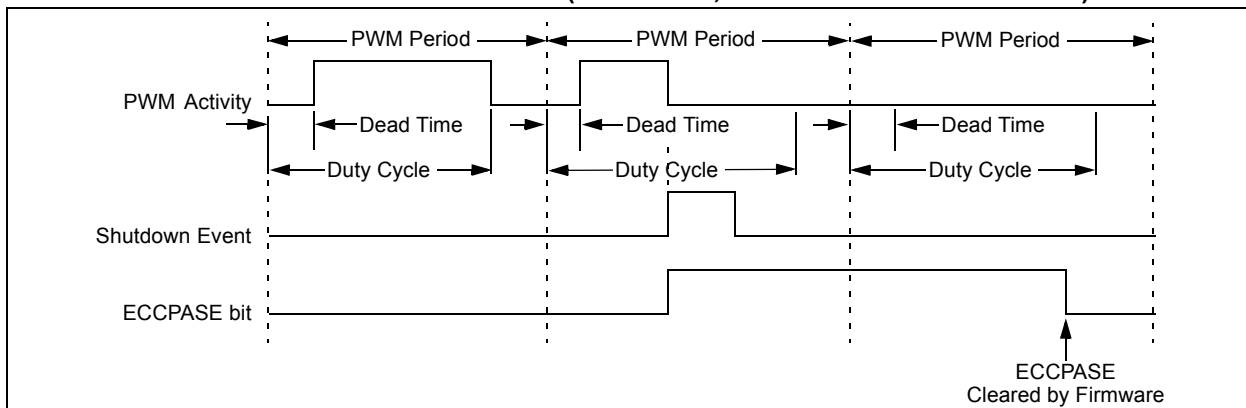 PWM Period PWM Period PWM Period
PWM Activity
Dead Time Dead Time Dead Time
Duty Cycle Duty Cycle Duty Cycle
Shutdown Event
ECCPASE bit
ECCPASE
Cleared by Firmware